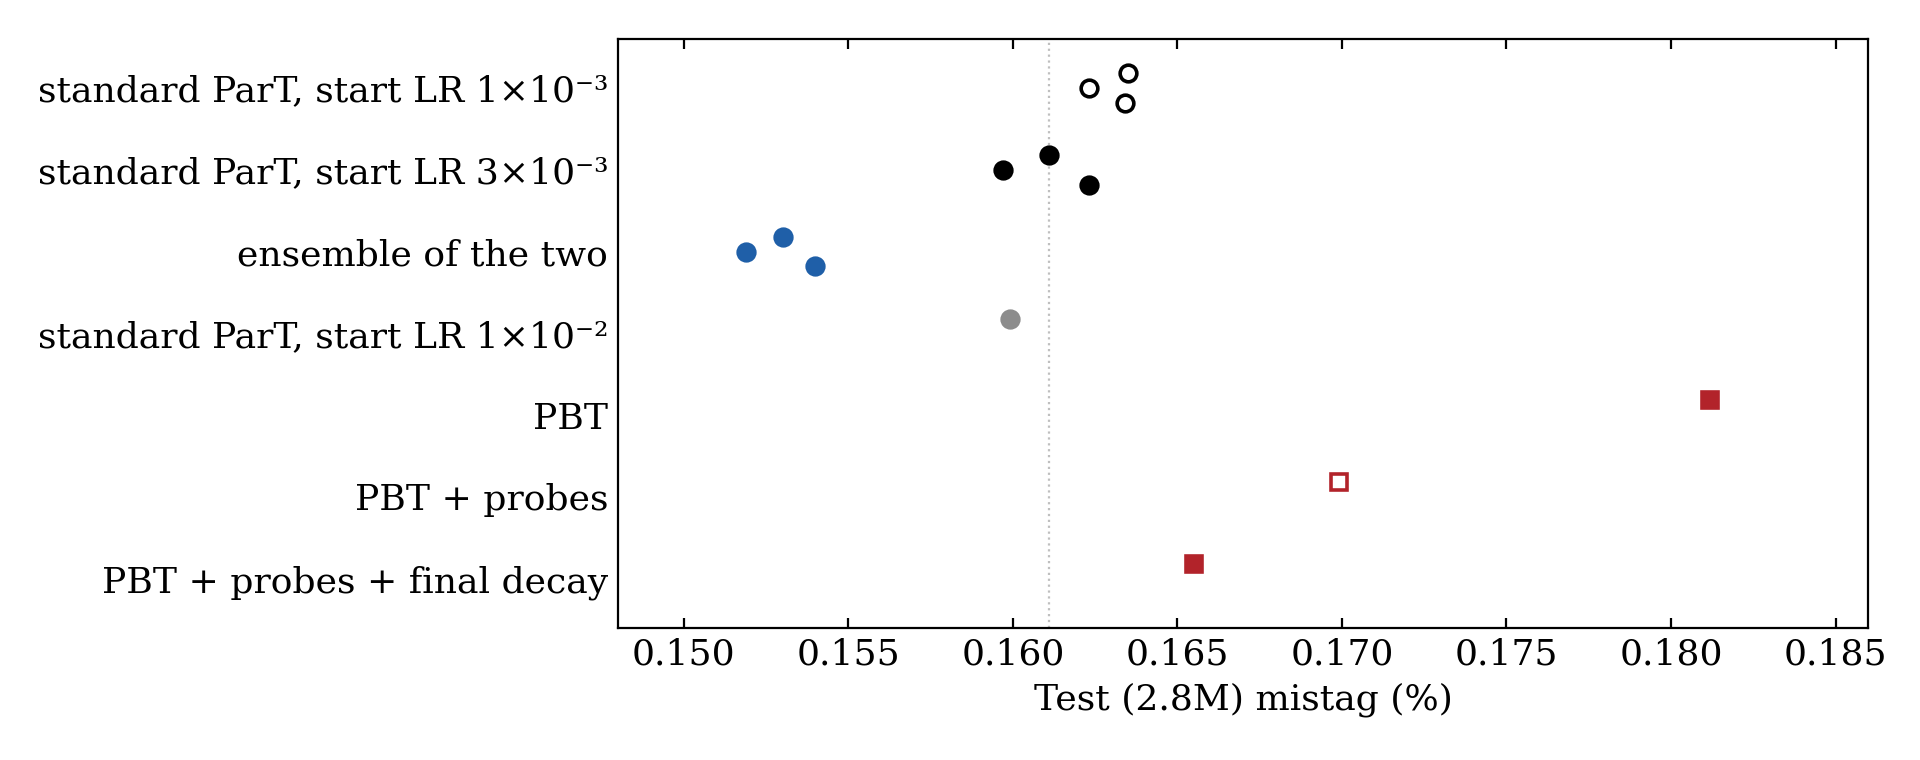 standard ParT, start LR 1×10⁻³
standard ParT, start LR 3×10⁻³
ensemble of the two
standard ParT, start LR 1×10⁻²
PBT
PBT + probes
PBT + probes + final decay
0.150 0.155 0.160 0.165 0.170 0.175 0.180 0.185
Test (2.8M) mistag (%)